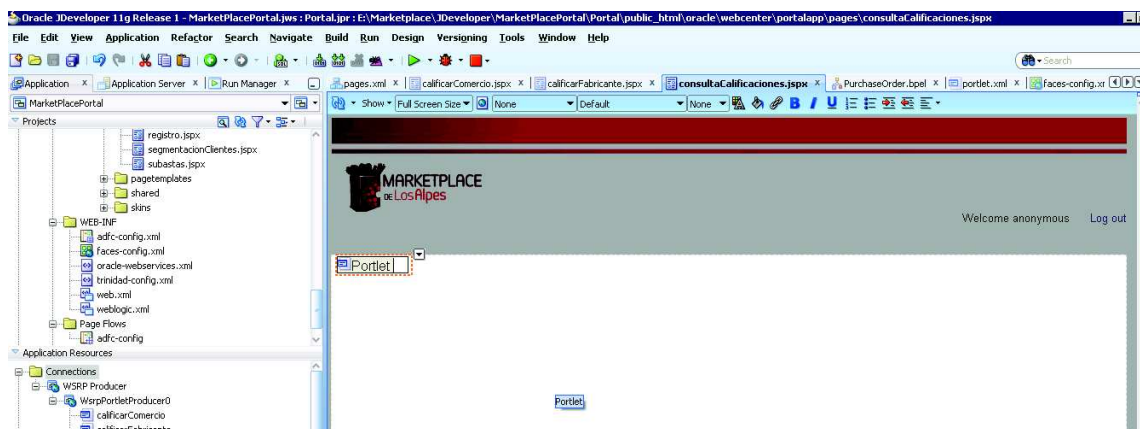 Oracle JDeveloper 11g Release 1 - MarketPlacePortal.jws : Portal.jpr : E:\Marketplace\JDeveloper\MarketPlacePortal\Portal\public_html\oracle\webcenter\portalapp\pages\consultaCalificaciones.jspx
File Edit View Application Refactor Search Navigate Build Run Design Versioning Tools Window Help
Search
Application Application Server Run Manager pages.xml calificarComercio.jspx calificarFabricante.jspx consultaCalificaciones.jspx PurchaseOrder.bpel portlet.xml faces-config.xr
MarketPlacePortal Show Full Screen Size None Default None B I U
Projects
registro.jspx
segmentacionClientes.jspx
subastas.jspx
pagetemplates
shared
skins
WEB-INF
adfc-config.xml
faces-config.xml
oracle-webservices.xml
trinidad-config.xml
web.xml
weblogic.xml
Page Flows
adfc-config
Application Resources
Connections
WSRP Producer
WsrpPortletProducer0
calificarComercio
calificarFabricante
MARKETPLACE
DE LosAlpes
Welcome anonymous Log out
Portlet
Portlet